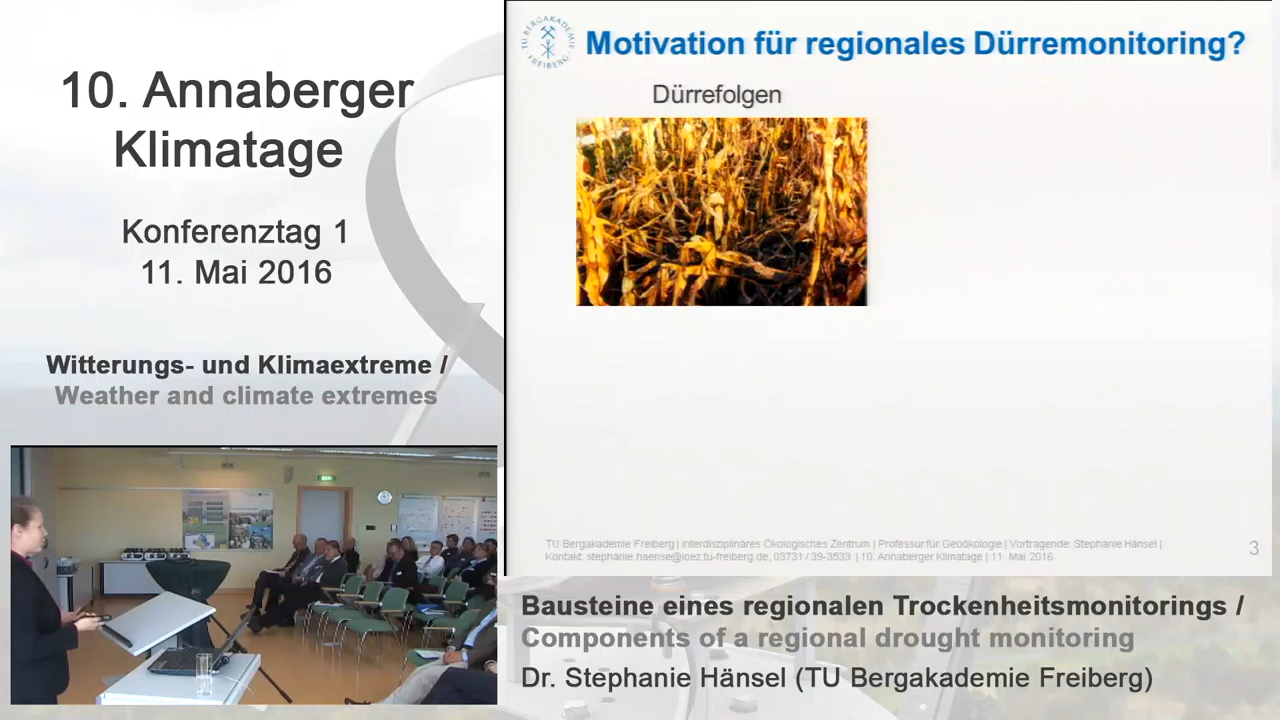 10. Annaberger
Klimatage
Konferenztag 1
11. Mai 2016
Witterungs- und Klimaextreme /
Weather and climate extremes
TU BERGAKADEMIE FREIBERG
Motivation für regionales Dürremonitoring?
Dürrefolgen
TU Bergakademie Freiberg | Interdisziplinäres Ökologisches Zentrum | Professur für Geoökologie | Vortragende: Stephanie Hänsel |
Kontakt: stephanie.haensel@ioez.tu-freiberg.de, 03731 / 39-3533 | 10. Annaberger Klimatage | 11. Mai 2016
3
Bausteine eines regionalen Trockenheitsmonitorings /
Components of a regional drought monitoring
Dr. Stephanie Hänsel (TU Bergakademie Freiberg)